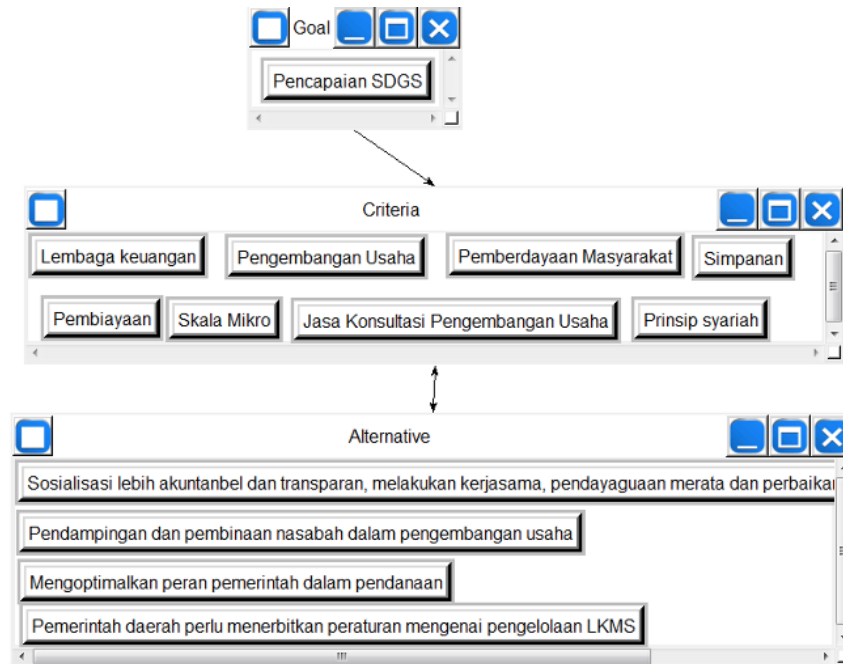 Goal
Pencapaian SDGS
Criteria
Lembaga keuangan Pengembangan Usaha Pemberdayaan Masyarakat Simpanan
Pembiayaan Skala Mikro Jasa Konsultasi Pengembangan Usaha Prinsip syariah
Alternative
Sosialisasi lebih akuntanbel dan transparan, melakukan kerjasama, pendayaguaan merata dan perbaikan
Pendampingan dan pembinaan nasabah dalam pengembangan usaha
Mengoptimalkan peran pemerintah dalam pendanaan
Pemerintah daerah perlu menerbitkan peraturan mengenai pengelolaan LKMS